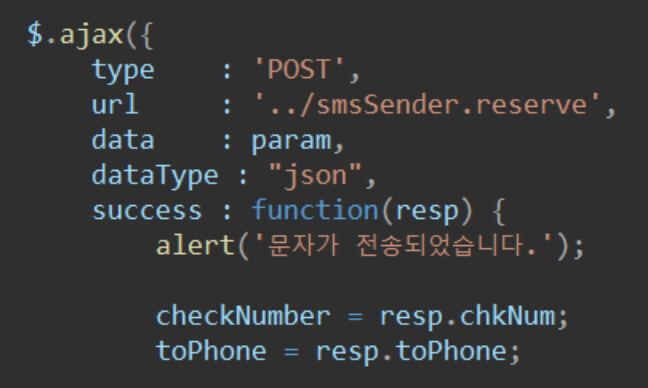 $.ajax({
    type    : 'POST',
    url     : '../smsSender.reserve',
    data    : param,
    dataType : "json",
    success : function(resp) {
        alert('문자가 전송되었습니다.');

        checkNumber = resp.chkNum;
        toPhone = resp.toPhone;